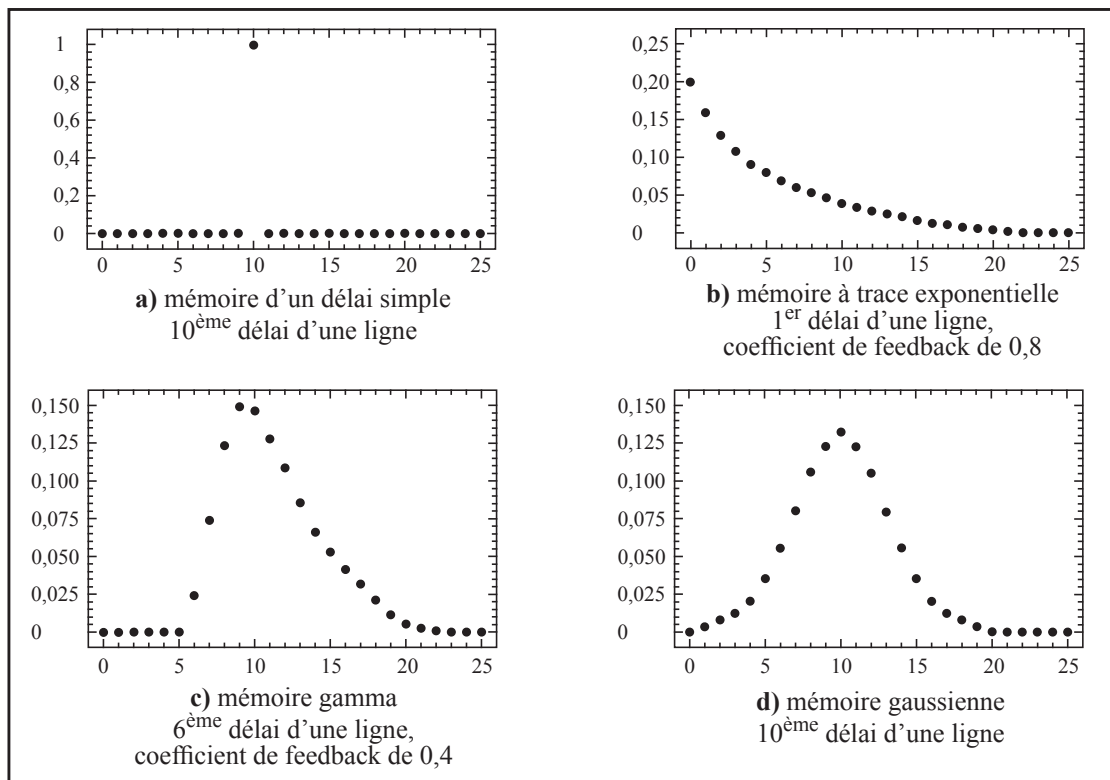 1
0,8
0,6
0,4
0,2
0
0 5 10 15 20 25
a) mémoire d'un délai simple
10ème délai d'une ligne
0,25
0,20
0,15
0,10
0,05
0
0 5 10 15 20 25
b) mémoire à trace exponentielle
1er délai d'une ligne,
coefficient de feedback de 0,8
0,150
0,125
0,100
0,075
0,050
0,025
0
0 5 10 15 20 25
c) mémoire gamma
6ème délai d'une ligne,
coefficient de feedback de 0,4
0,150
0,125
0,100
0,075
0,050
0,025
0
0 5 10 15 20 25
d) mémoire gaussienne
10ème délai d'une ligne